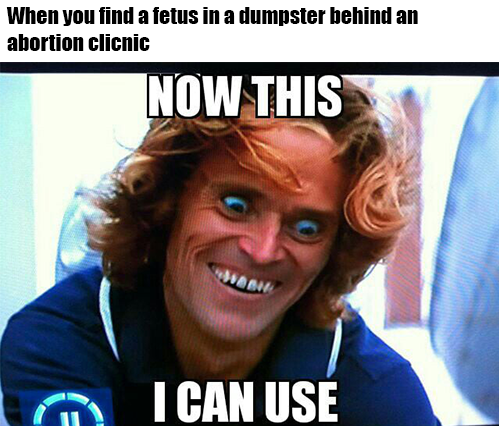 When you find a fetus in a dumpster behind an
abortion clicnic
NOW THIS
I CAN USE